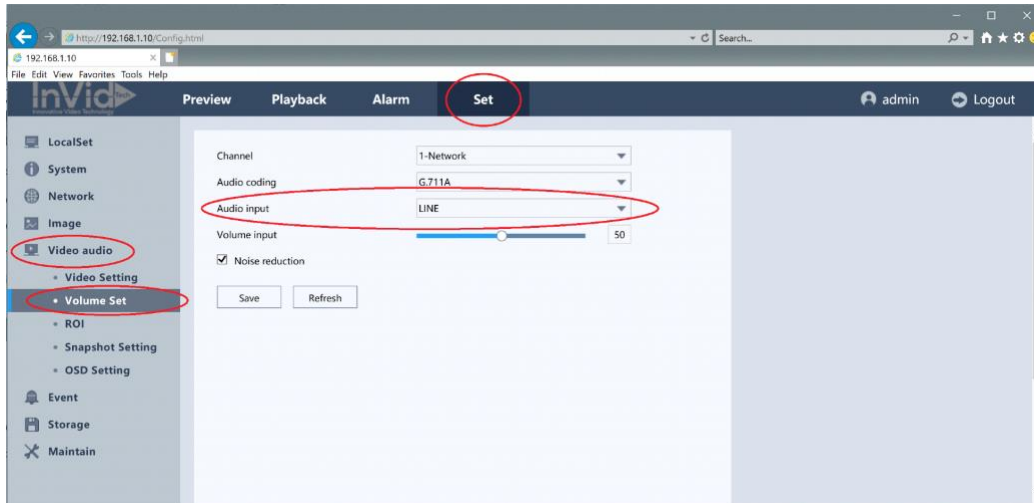 http://192.168.1.10/Config.html
Search...
192.168.1.10
File Edit View Favorites Tools Help
InVid Tech
Innovative Video Technology
Preview Playback Alarm Set admin Logout
LocalSet
System
Network
Image
Video audio
Video Setting
Volume Set
ROI
Snapshot Setting
OSD Setting
Event
Storage
Maintain
Channel 1-Network
Audio coding G.711A
Audio input LINE
Volume input 50
Noise reduction
Save Refresh